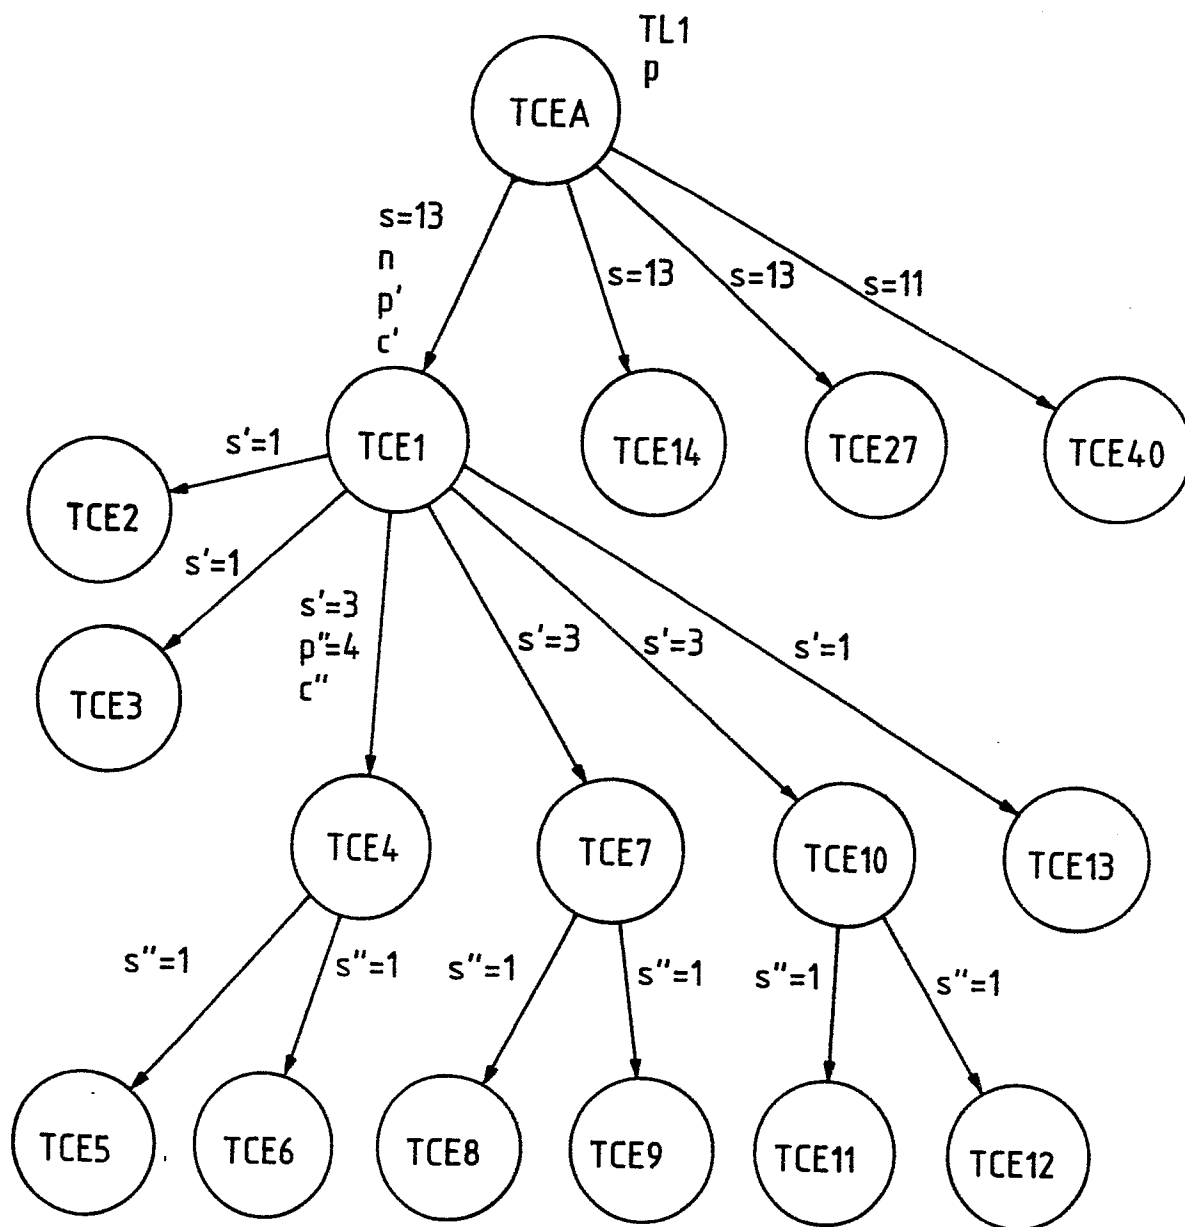 TL1
p
TCEA
s=13
n
p'
c'
s=13
s=13
s=11
TCE1
TCE14
TCE27
TCE40
s'=1
TCE2
s'=1
s'=3
p"=4
c"
s'=3
s'=3
s'=1
TCE3
TCE4
TCE7
TCE10
TCE13
s"=1
s"=1
s"=1
s"=1
s"=1
s"=1
TCE5
TCE6
TCE8
TCE9
TCE11
TCE12